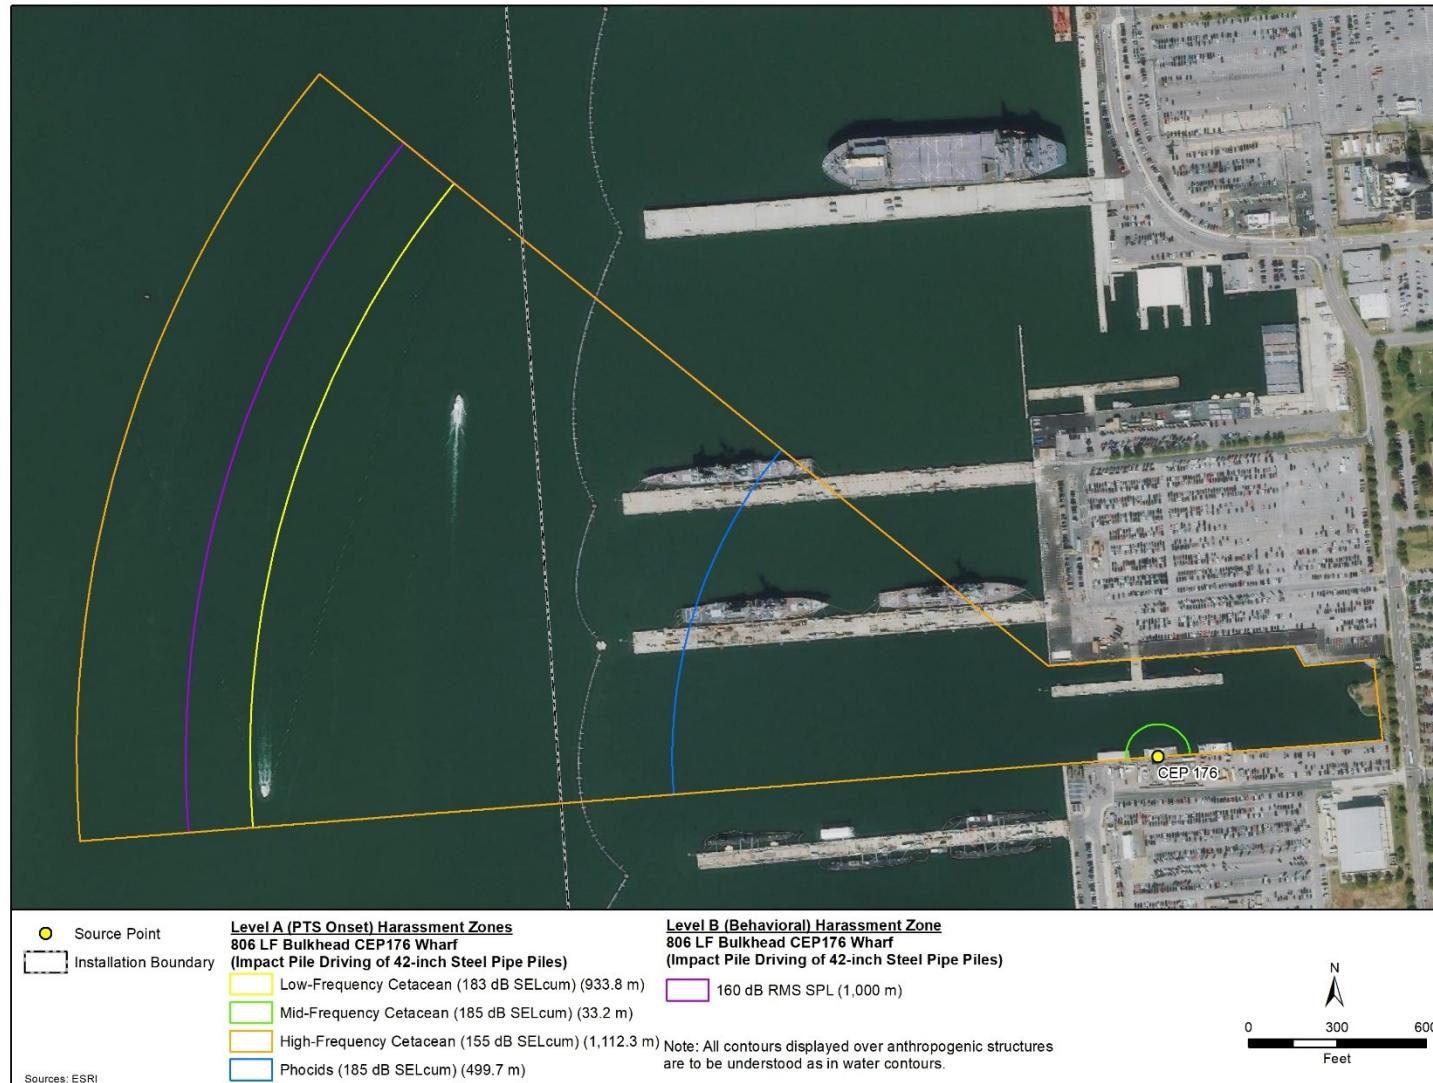 CEP 176
Source Point
Installation Boundary
Level A (PTS Onset) Harassment Zones
806 LF Bulkhead CEP176 Wharf
(Impact Pile Driving of 42-inch Steel Pipe Piles)
Low-Frequency Cetacean (183 dB SELcum) (933.8 m)
Mid-Frequency Cetacean (185 dB SELcum) (33.2 m)
High-Frequency Cetacean (155 dB SELcum) (1,112.3 m)
Phocids (185 dB SELcum) (499.7 m)
Level B (Behavioral) Harassment Zone
806 LF Bulkhead CEP176 Wharf
(Impact Pile Driving of 42-inch Steel Pipe Piles)
160 dB RMS SPL (1,000 m)
Note: All contours displayed over anthropogenic structures
are to be understood as in water contours.
N
0 300 600
Feet
Sources: ESRI